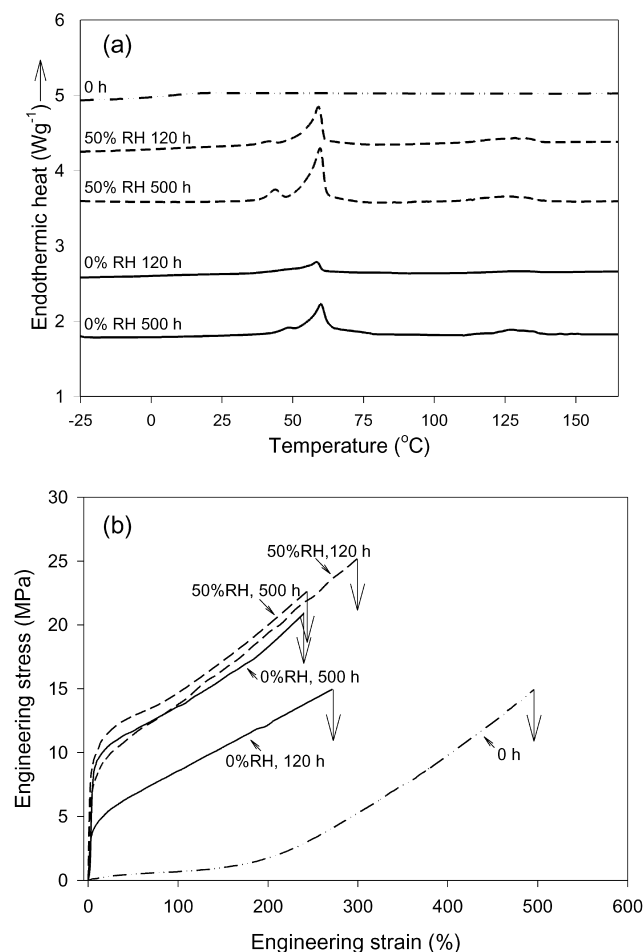 (a)
6
5
4
3
2
1
Endothermic heat (Wg⁻¹)
0 h
50% RH 120 h
50% RH 500 h
0% RH 120 h
0% RH 500 h
-25 0 25 50 75 100 125 150
Temperature (°C)
(b)
30
25
20
15
10
5
0
Engineering stress (MPa)
50%RH,120 h
50%RH, 500 h
0%RH, 500 h
0%RH, 120 h
0 h
0 100 200 300 400 500 600
Engineering strain (%)